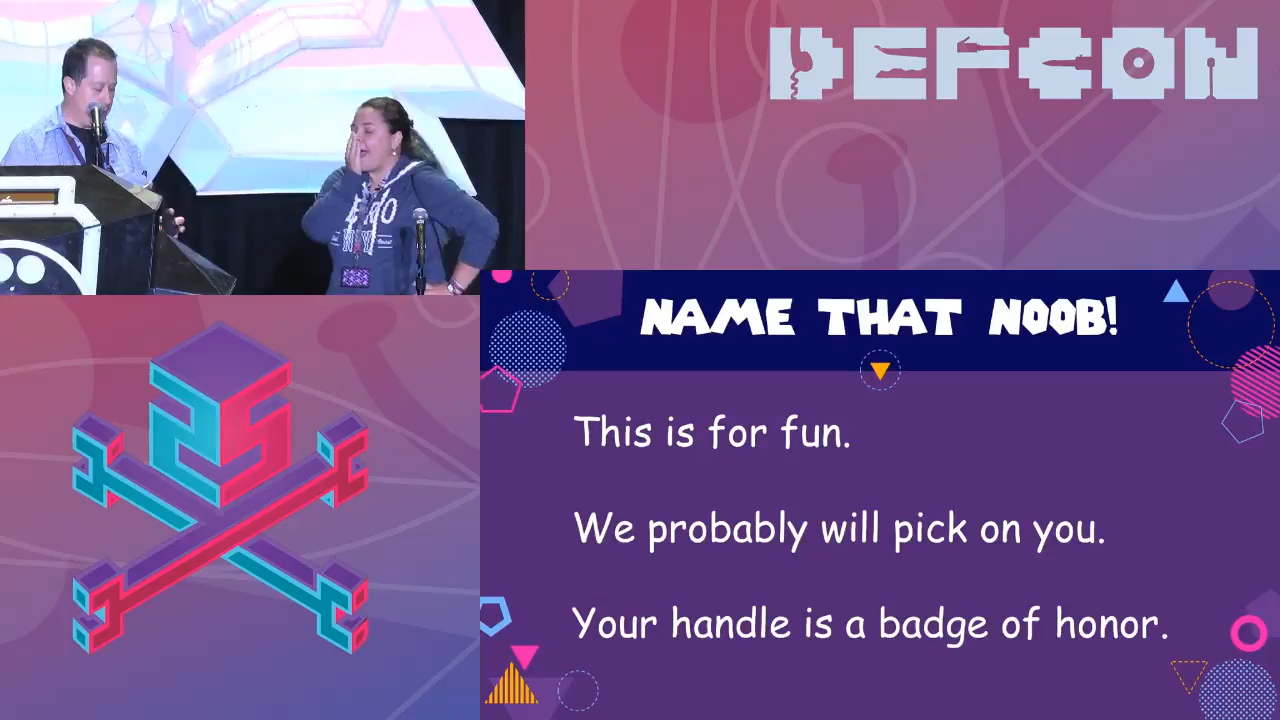 DEFCON
NAME THAT NOOB!
This is for fun.
We probably will pick on you.
Your handle is a badge of honor.
25